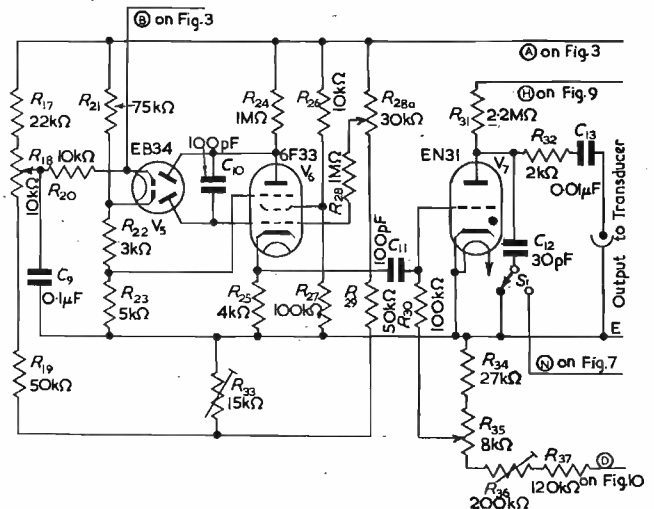 B on Fig.3
A on Fig.3
R17
22kΩ
R21
75kΩ
R24
1MΩ
R26
10kΩ
R28a
30kΩ
H on Fig.9
R31
2·2MΩ
EB34
100pF
6F33
V6
EN31
V7
R32
2kΩ
C13
0·01μF
R18
10kΩ
10kΩ
R20
C10
V5
R28 1MΩ
R22
3kΩ
100pF
C11
C12
30pF
S1
Output to Transducer
C9
0·1μF
R23
5kΩ
R25
4kΩ
R27
100kΩ
R29
50kΩ
R30
100kΩ
E
N on Fig.7
R19
50kΩ
R33
15kΩ
R34
27kΩ
R35
8kΩ
R36
200kΩ
R37
120kΩ
D
on Fig.10